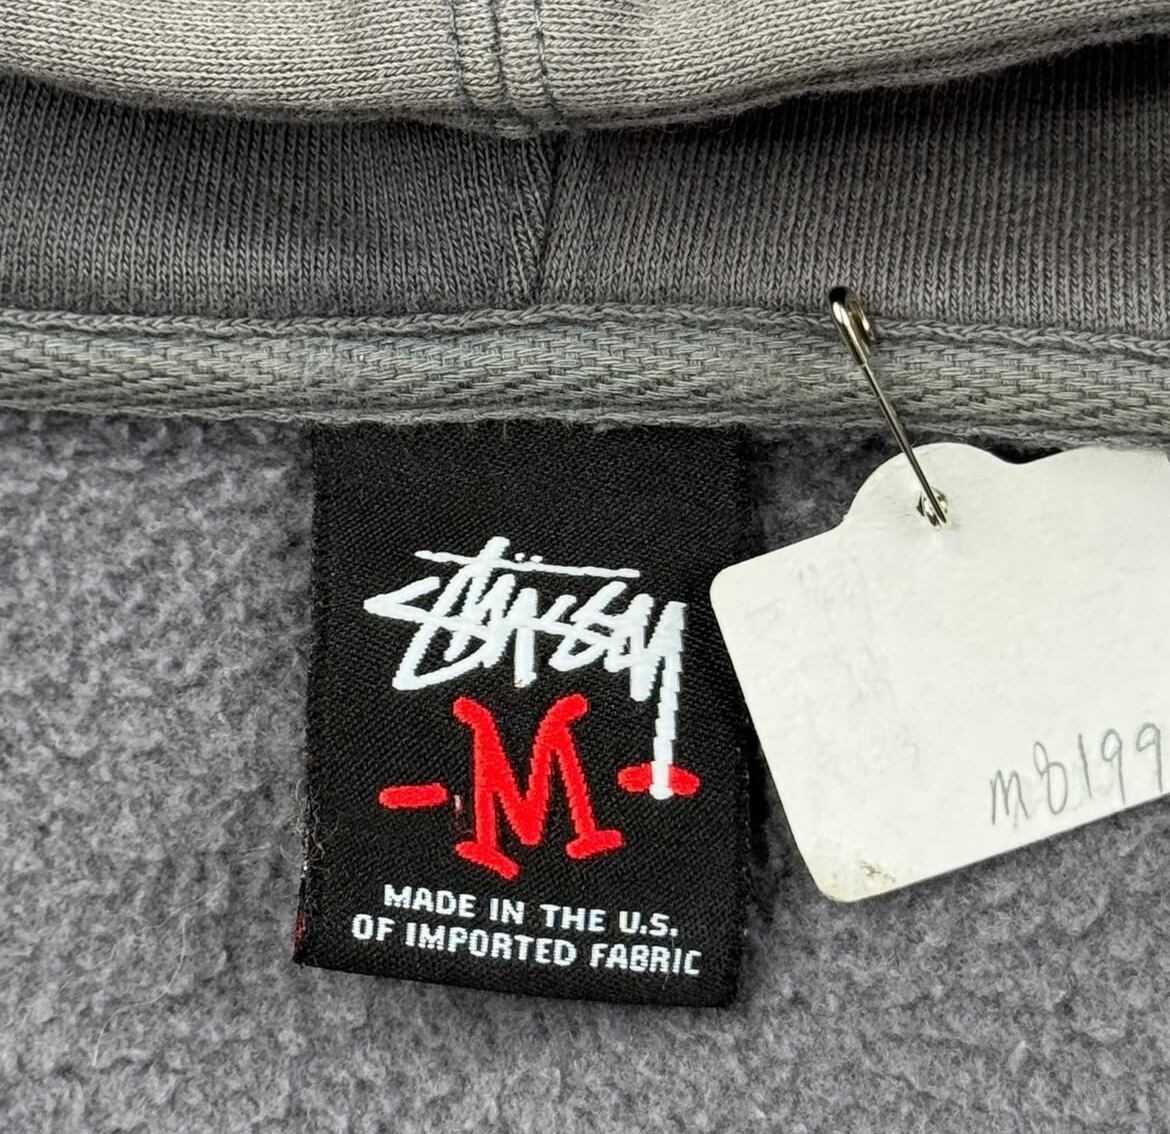 Stüssy
-M-
MADE IN THE U.S.
OF IMPORTED FABRIC
M8199